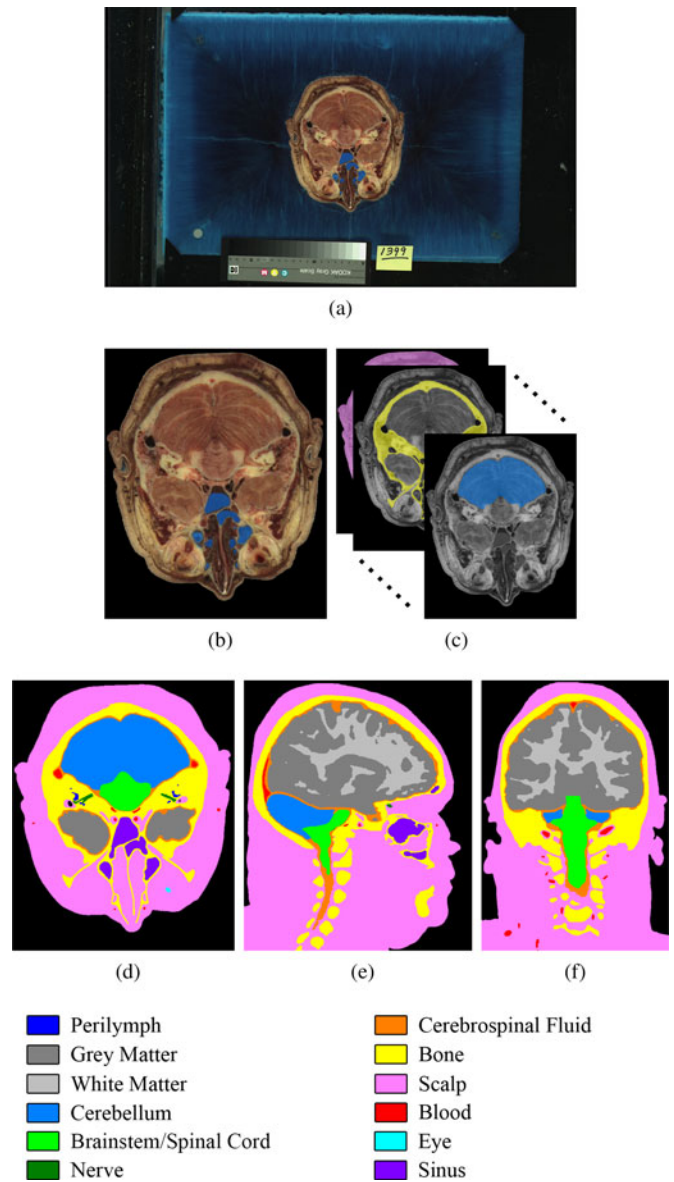 1399
KODAK Gray Scale
M
C
(a)
(b) (c)
(d) (e) (f)
Perilymph
Grey Matter
White Matter
Cerebellum
Brainstem/Spinal Cord
Nerve
Cerebrospinal Fluid
Bone
Scalp
Blood
Eye
Sinus